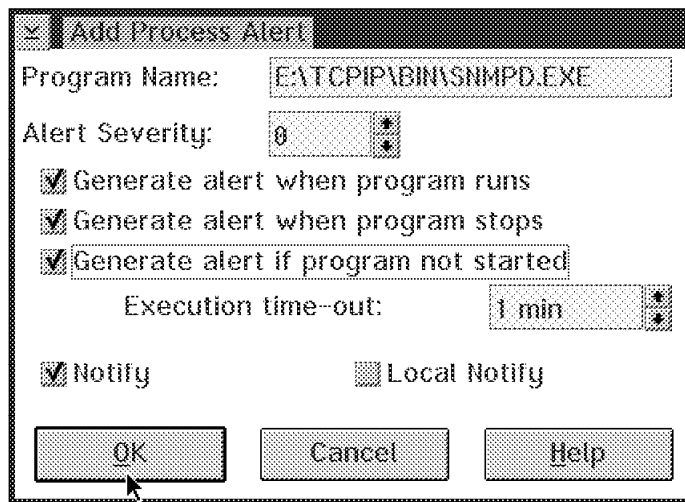 Add Process Alert
Program Name: E:\TCPIP\BIN\SNMPD.EXE
Alert Severity: 0
Generate alert when program runs
Generate alert when program stops
Generate alert if program not started
Execution time-out: 1 min
Notify Local Notify
OK Cancel Help